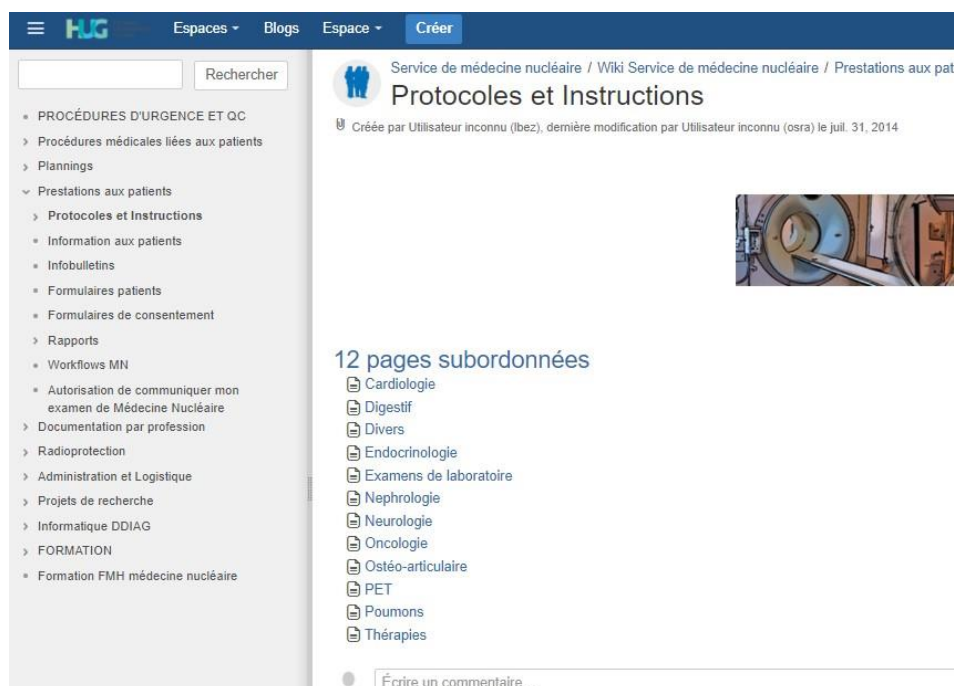 HUG
Espaces
Blogs
Espace
Créer
Rechercher
PROCÉDURES D'URGENCE ET QC
Procédures médicales liées aux patients
Plannings
Prestations aux patients
Protocoles et Instructions
Information aux patients
Infobulletins
Formulaires patients
Formulaires de consentement
Rapports
Workflows MN
Autorisation de communiquer mon
examen de Médecine Nucléaire
Documentation par profession
Radioprotection
Administration et Logistique
Projets de recherche
Informatique DDIAG
FORMATION
Formation FMH médecine nucléaire
Service de médecine nucléaire / Wiki Service de médecine nucléaire / Prestations aux pat
Protocoles et Instructions
Créée par Utilisateur inconnu (lbez), dernière modification par Utilisateur inconnu (osra) le juil. 31, 2014
12 pages subordonnées
Cardiologie
Digestif
Divers
Endocrinologie
Examens de laboratoire
Nephrologie
Neurologie
Oncologie
Ostéo-articulaire
PET
Poumons
Thérapies
Écrire un commentaire...